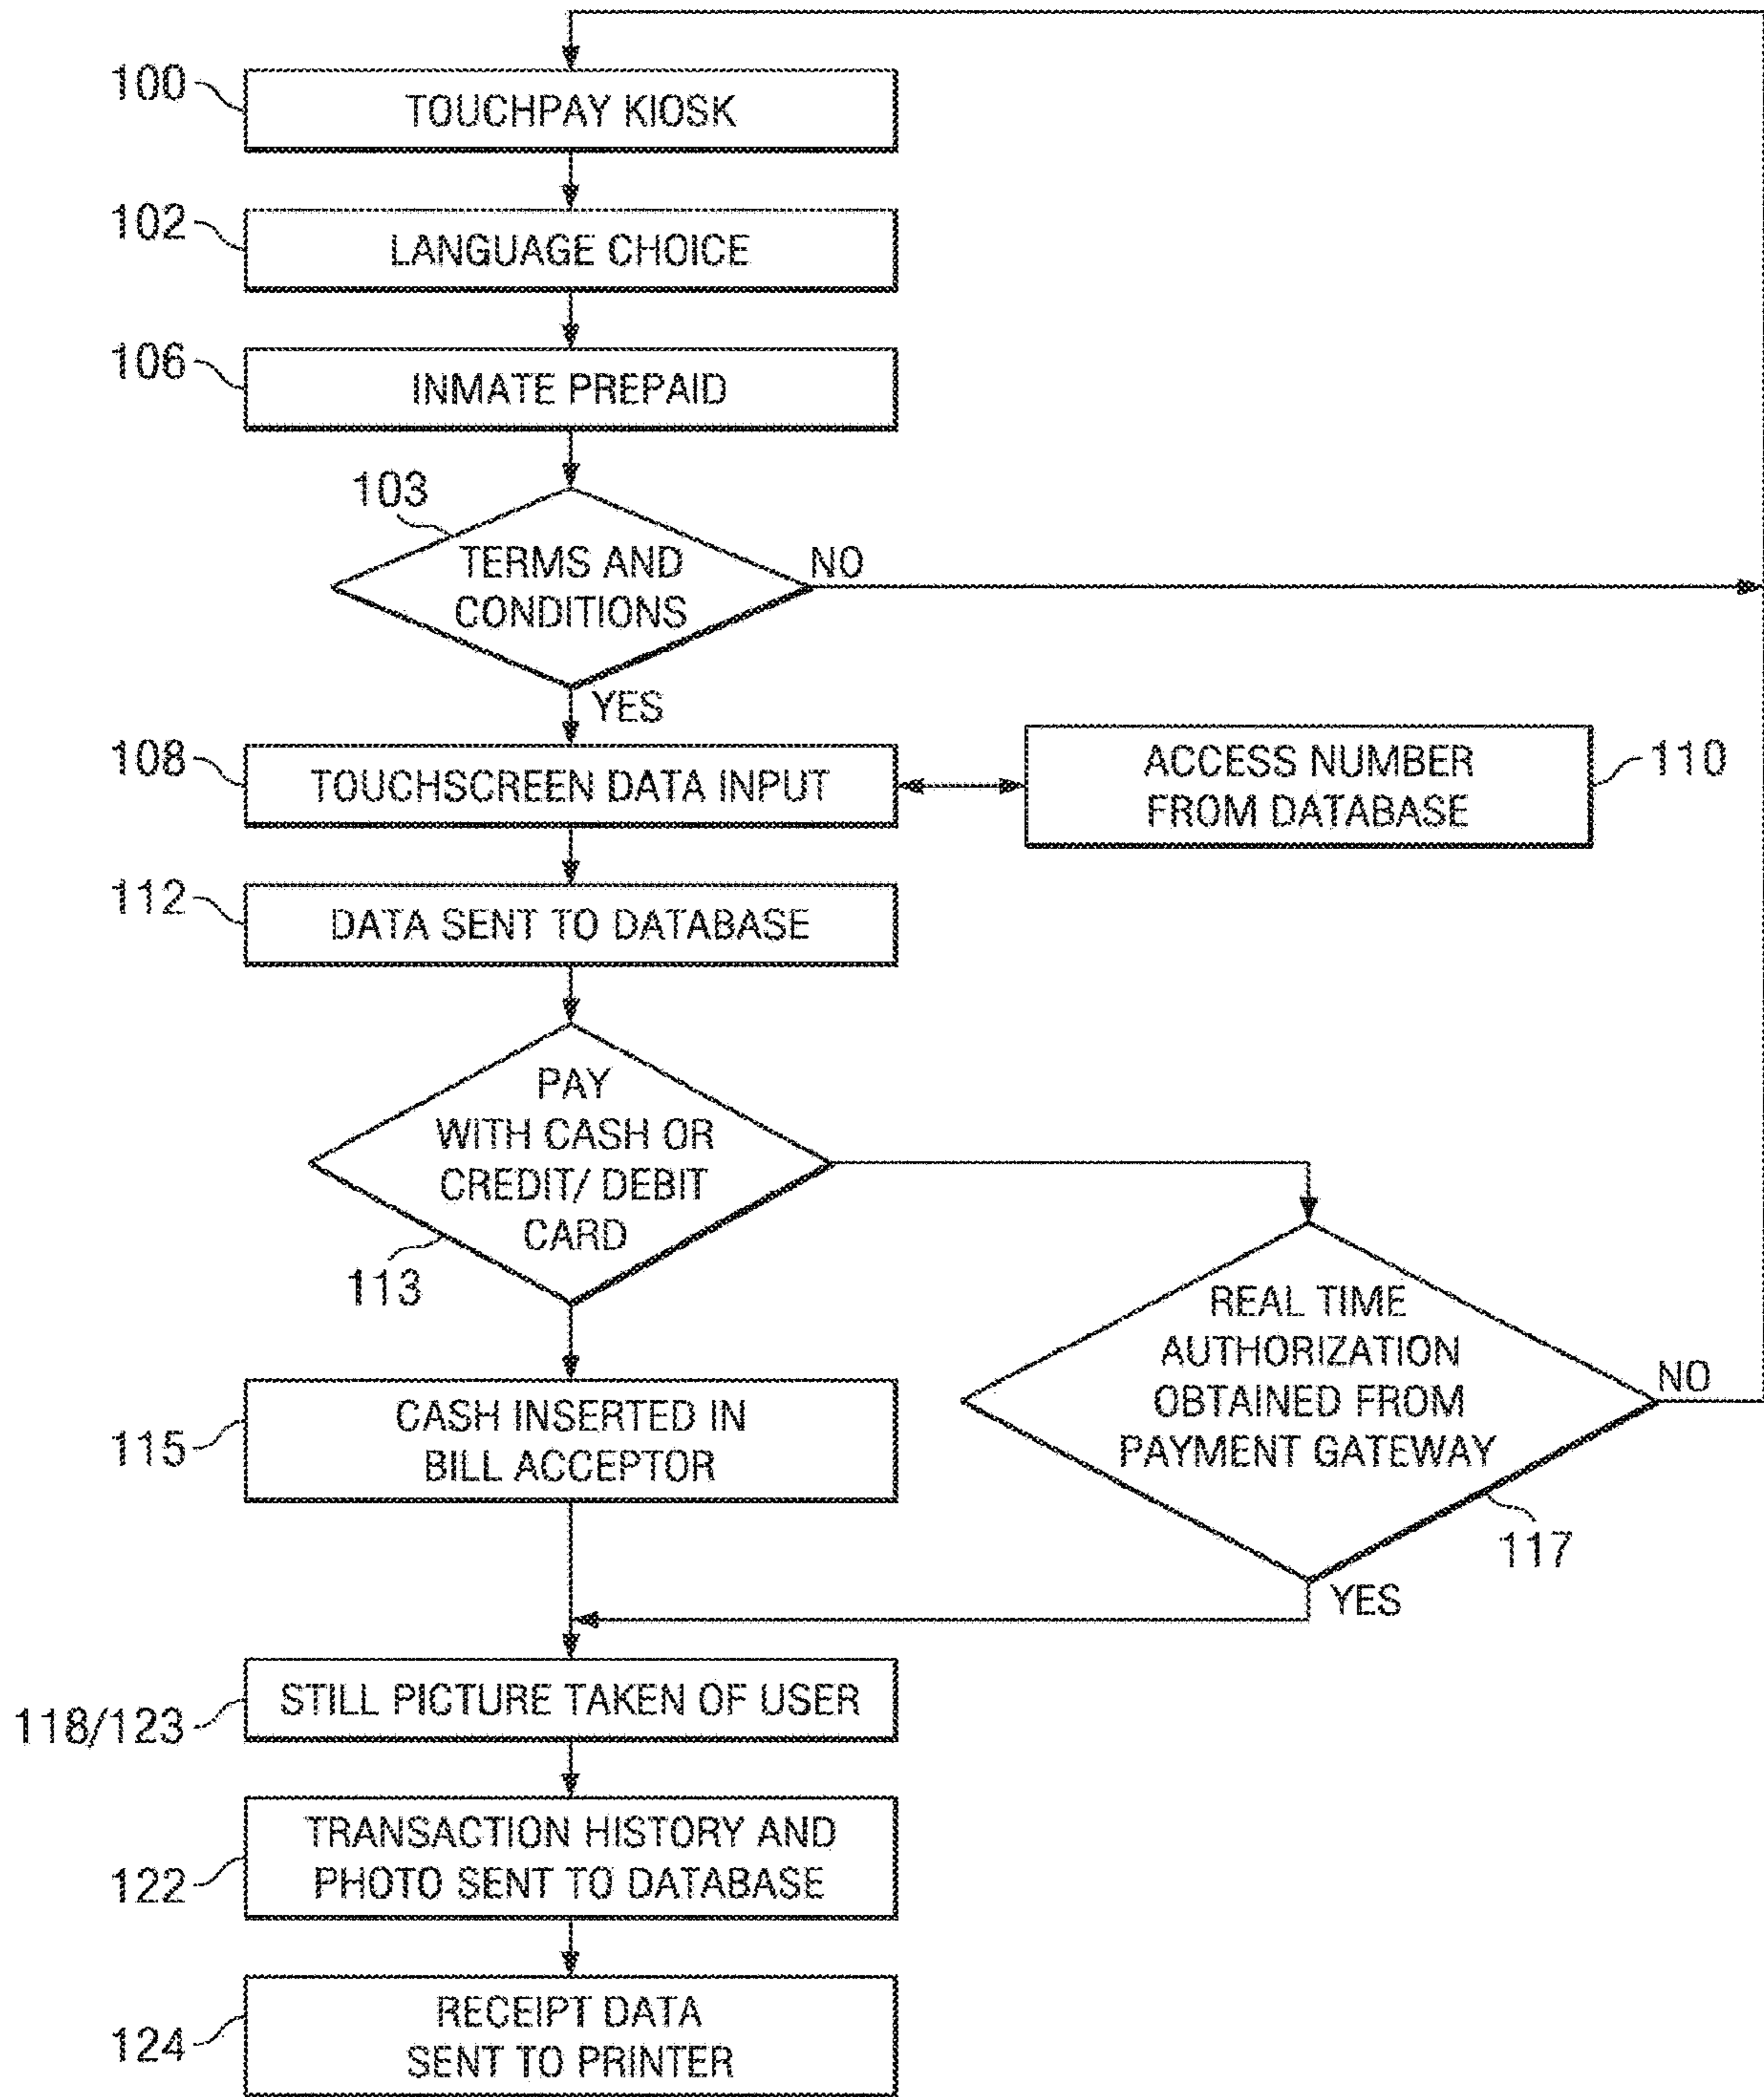 100
TOUCHPAY KIOSK
102
LANGUAGE CHOICE
106
INMATE PREPAID
103
TERMS AND
CONDITIONS
NO
YES
108
TOUCHSCREEN DATA INPUT
ACCESS NUMBER
FROM DATABASE
110
112
DATA SENT TO DATABASE
PAY
WITH CASH OR
CREDIT/ DEBIT
CARD
113
REAL TIME
AUTHORIZATION
OBTAINED FROM
PAYMENT GATEWAY
NO
117
YES
115
CASH INSERTED IN
BILL ACCEPTOR
118/123
STILL PICTURE TAKEN OF USER
122
TRANSACTION HISTORY AND
PHOTO SENT TO DATABASE
124
RECEIPT DATA
SENT TO PRINTER